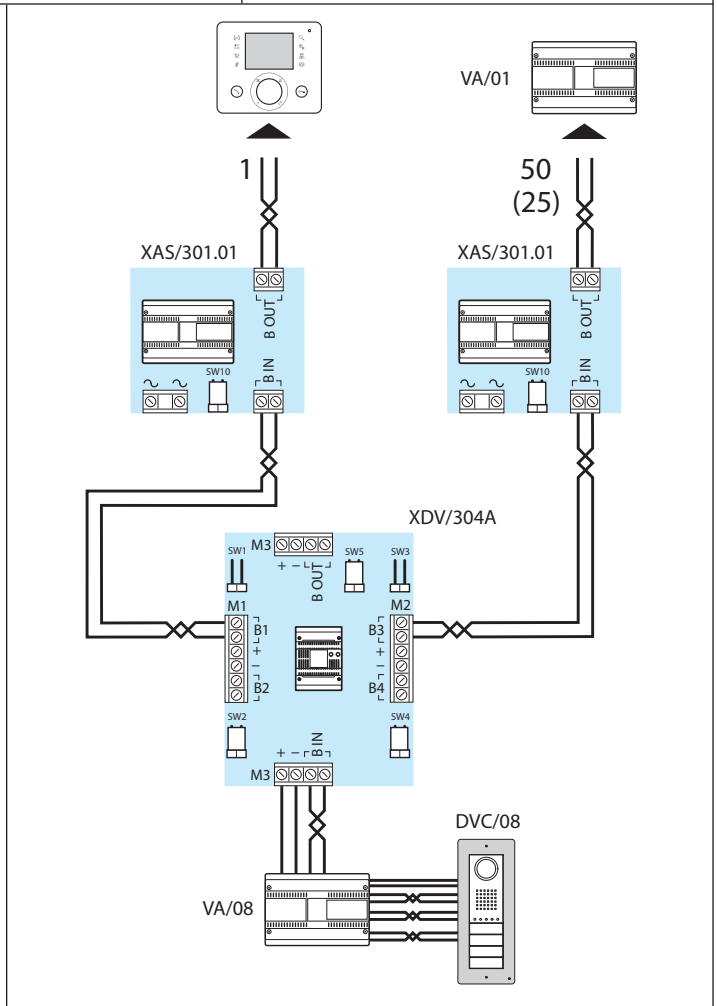 VA/01
1
50
(25)
XAS/301.01
XAS/301.01
B OUT
B OUT
SW10
B IN
SW10
B IN
XDV/304A
SW1
M3
SW5
SW3
+ − B OUT
M1
M2
B1
B3
+
+
−
−
B2
B4
SW2
SW4
+ − B IN
M3
DVC/08
VA/08